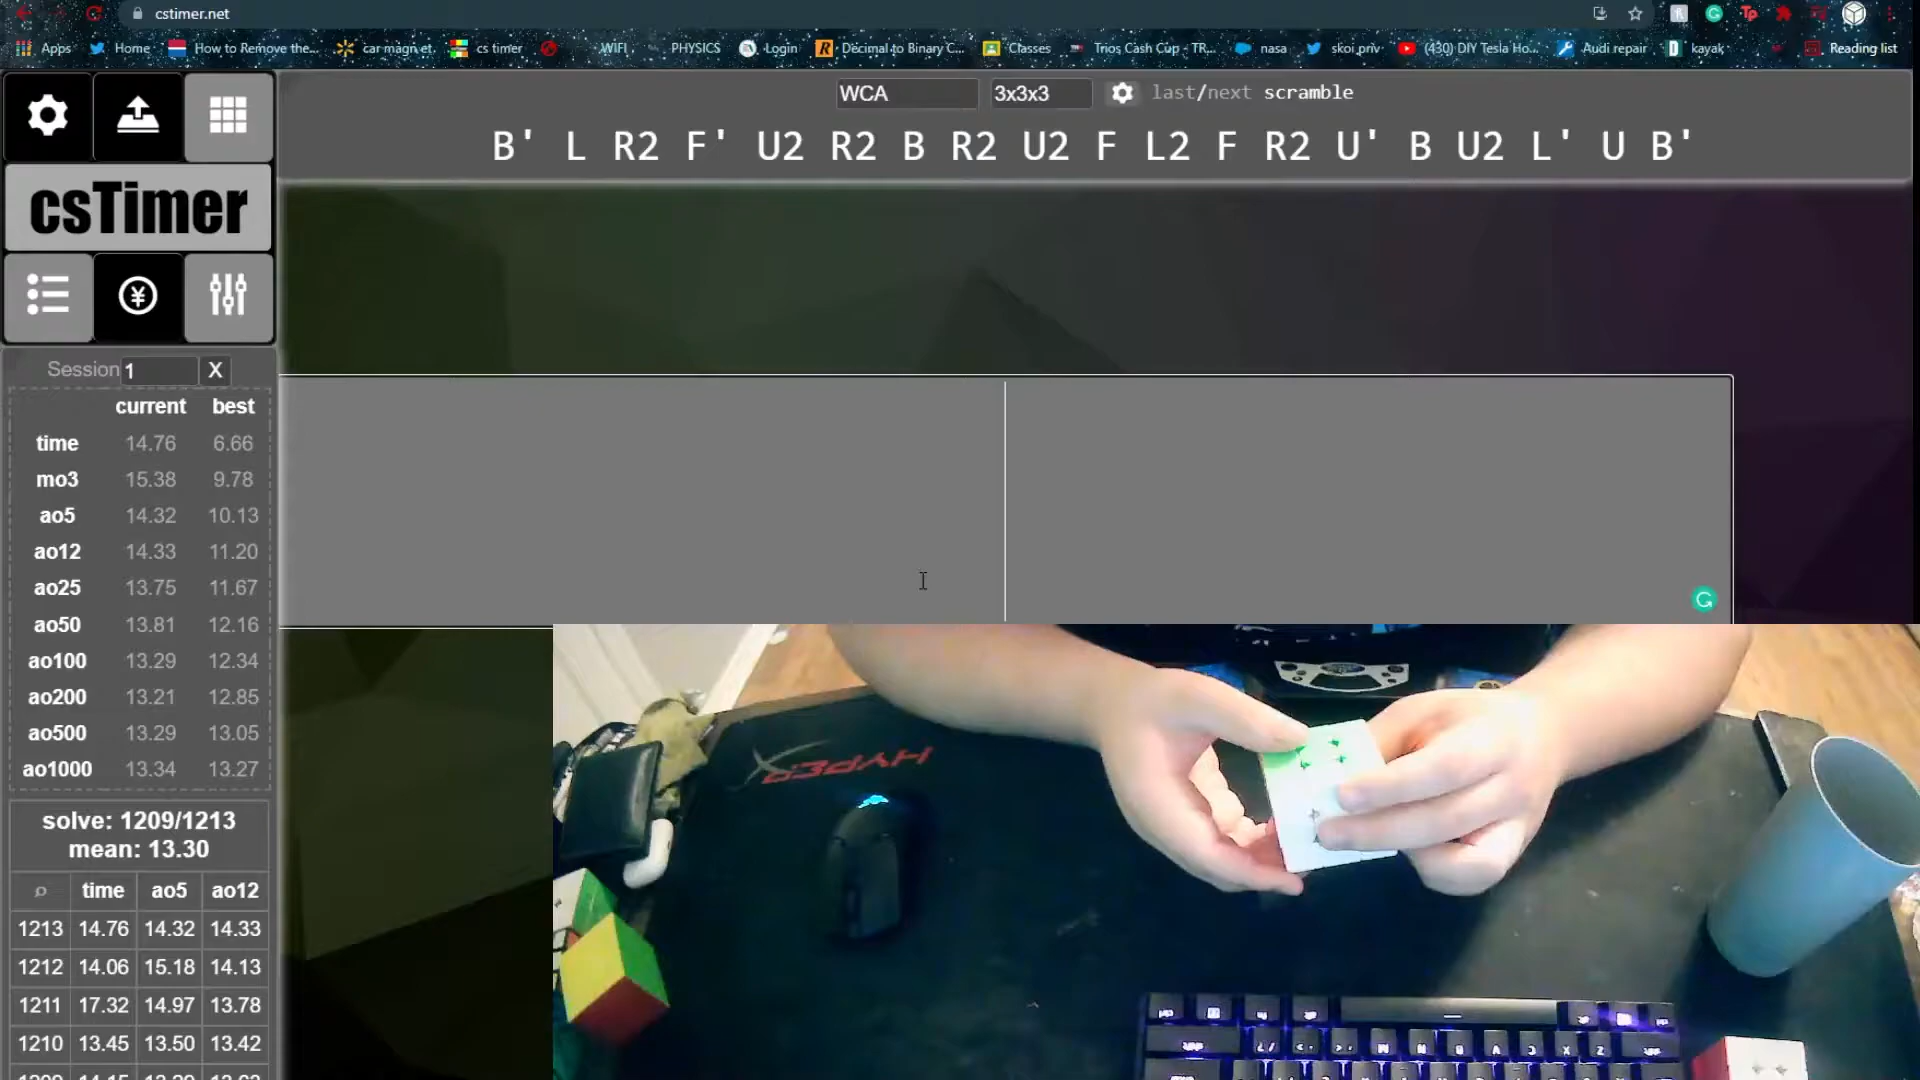 cstimer.net
Apps Home How to Remove the... car magn et. cs timer WIFI PHYSICS Login Decimal to Binary C... Classes Trios Cash Cup - TR... nasa skoi priv (430) DIY Tesla Ho... Audi repair kayak Reading list
WCA 3x3x3 last/next scramble
B' L R2 F' U2 R2 B R2 U2 F L2 F R2 U' B U2 L' U B'
csTimer
Session 1 X
current best
time 14.76 6.66
mo3 15.38 9.78
ao5 14.32 10.13
ao12 14.33 11.20
ao25 13.75 11.67
ao50 13.81 12.16
ao100 13.29 12.34
ao200 13.21 12.85
ao500 13.29 13.05
ao1000 13.34 13.27
solve: 1209/1213
mean: 13.30
time ao5 ao12
1213 14.76 14.32 14.33
1212 14.06 15.18 14.13
1211 17.32 14.97 13.78
1210 13.45 13.50 13.42
HYPERX